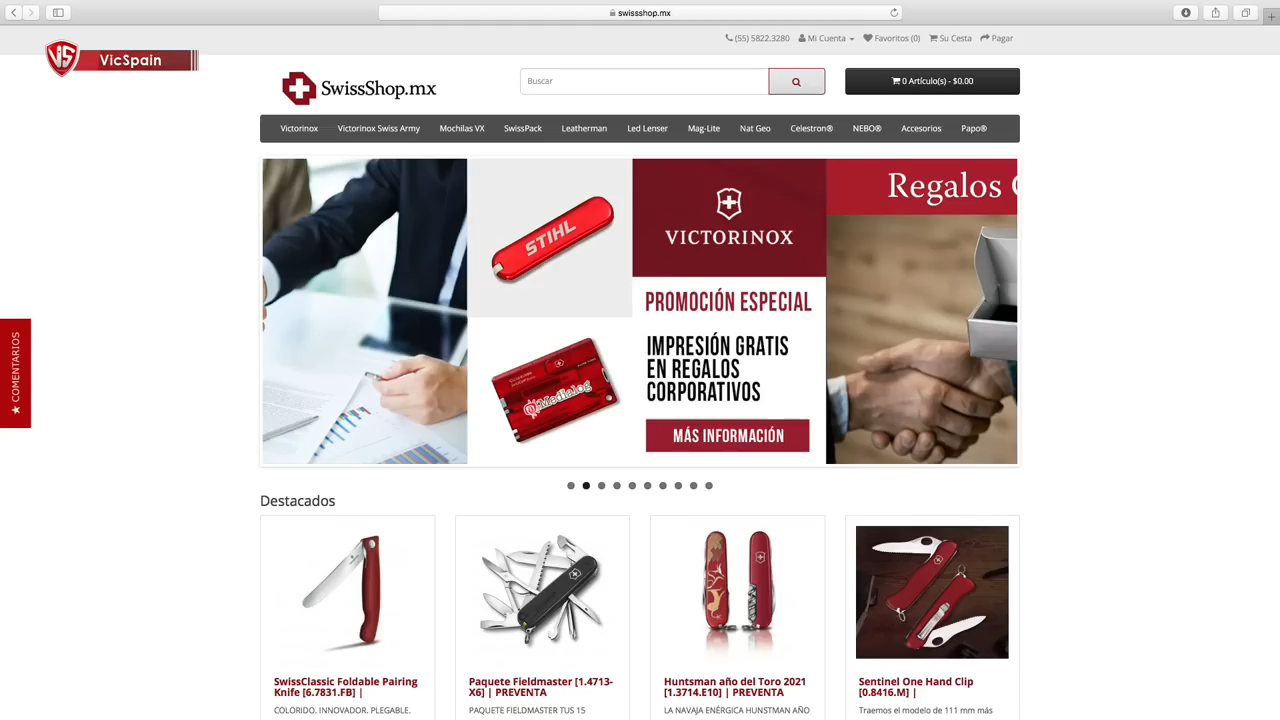 swissshop.mx
(55) 5822.3280 Mi Cuenta Favoritos (0) Su Cesta Pagar
VS VicSpain
SwissShop.mx
Buscar
0 Artículo(s) - $0.00
Victorinox Victorinox Swiss Army Mochilas VX SwissPack Leatherman Led Lenser Mag-Lite Nat Geo Celestron® NEBO® Accesorios Papo®
STIHL
VICTORINOX
PROMOCIÓN ESPECIAL
IMPRESIÓN GRATIS
EN REGALOS
CORPORATIVOS
MÁS INFORMACIÓN
Medialog
Regalos
★ COMENTARIOS
Destacados
SwissClassic Foldable Pairing
Knife [6.7831.FB] |
COLORIDO. INNOVADOR. PLEGABLE.
Paquete Fieldmaster [1.4713-
X6] | PREVENTA
PAQUETE FIELDMASTER TUS 15
Huntsman año del Toro 2021
[1.3714.E10] | PREVENTA
LA NAVAJA ENÉRGICA HUNSTMAN AÑO
Sentinel One Hand Clip
[0.8416.M] |
Traemos el modelo de 111 mm más